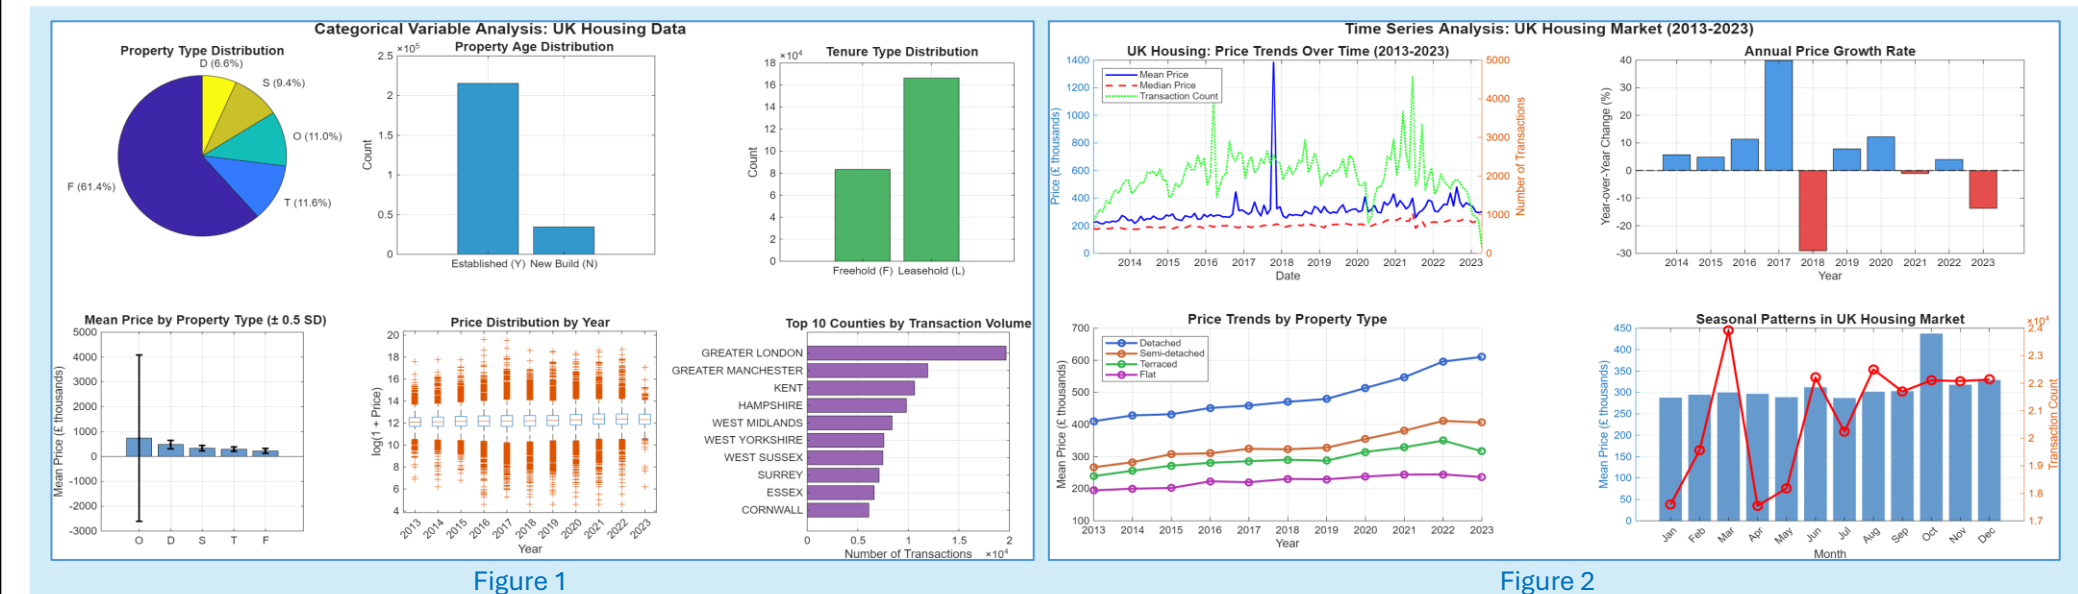 Categorical Variable Analysis: UK Housing Data
Property Type Distribution
D (6.6%)
S (9.4%)
O (11.0%)
T (11.6%)
F (61.4%)
Property Age Distribution
×10⁵
2.5
2
1.5
1
0.5
0
Count
Established (Y) New Build (N)
Tenure Type Distribution
×10⁴
18
16
14
12
10
8
6
4
2
0
Count
Freehold (F) Leasehold (L)
Mean Price by Property Type (± 0.5 SD)
5000
4000
3000
2000
1000
0
-1000
-2000
-3000
Mean Price (£ thousands)
O D S T F
Price Distribution by Year
20
18
16
14
12
10
8
6
4
log(1 + Price)
2013 2014 2015 2016 2017 2018 2019 2020 2021 2022 2023
Year
Top 10 Counties by Transaction Volume
GREATER LONDON
GREATER MANCHESTER
KENT
HAMPSHIRE
WEST MIDLANDS
WEST YORKSHIRE
WEST SUSSEX
SURREY
ESSEX
CORNWALL
0 0.5 1 1.5 2
Number of Transactions ×10⁴
Figure 1
Time Series Analysis: UK Housing Market (2013-2023)
UK Housing: Price Trends Over Time (2013-2023)
1400
1200
1000
800
600
400
200
0
Price (£ thousands)
Mean Price
Median Price
Transaction Count
5000
4000
3000
2000
1000
0
Number of Transactions
2014 2015 2016 2017 2018 2019 2020 2021 2022 2023
Date
Annual Price Growth Rate
40
30
20
10
0
-10
-20
-30
Year-over-Year Change (%)
2014 2015 2016 2017 2018 2019 2020 2021 2022 2023
Year
Price Trends by Property Type
700
600
500
400
300
200
100
Mean Price (£ thousands)
Detached
Semi-detached
Terraced
Flat
2013 2014 2015 2016 2017 2018 2019 2020 2021 2022 2023
Year
Seasonal Patterns in UK Housing Market
450
400
350
300
250
200
150
100
50
0
Mean Price (£ thousands)
×10⁴
2.4
2.3
2.2
2.1
2
1.9
1.8
1.7
Transaction Count
Jan Feb Mar Apr May Jun Jul Aug Sep Oct Nov Dec
Month
Figure 2